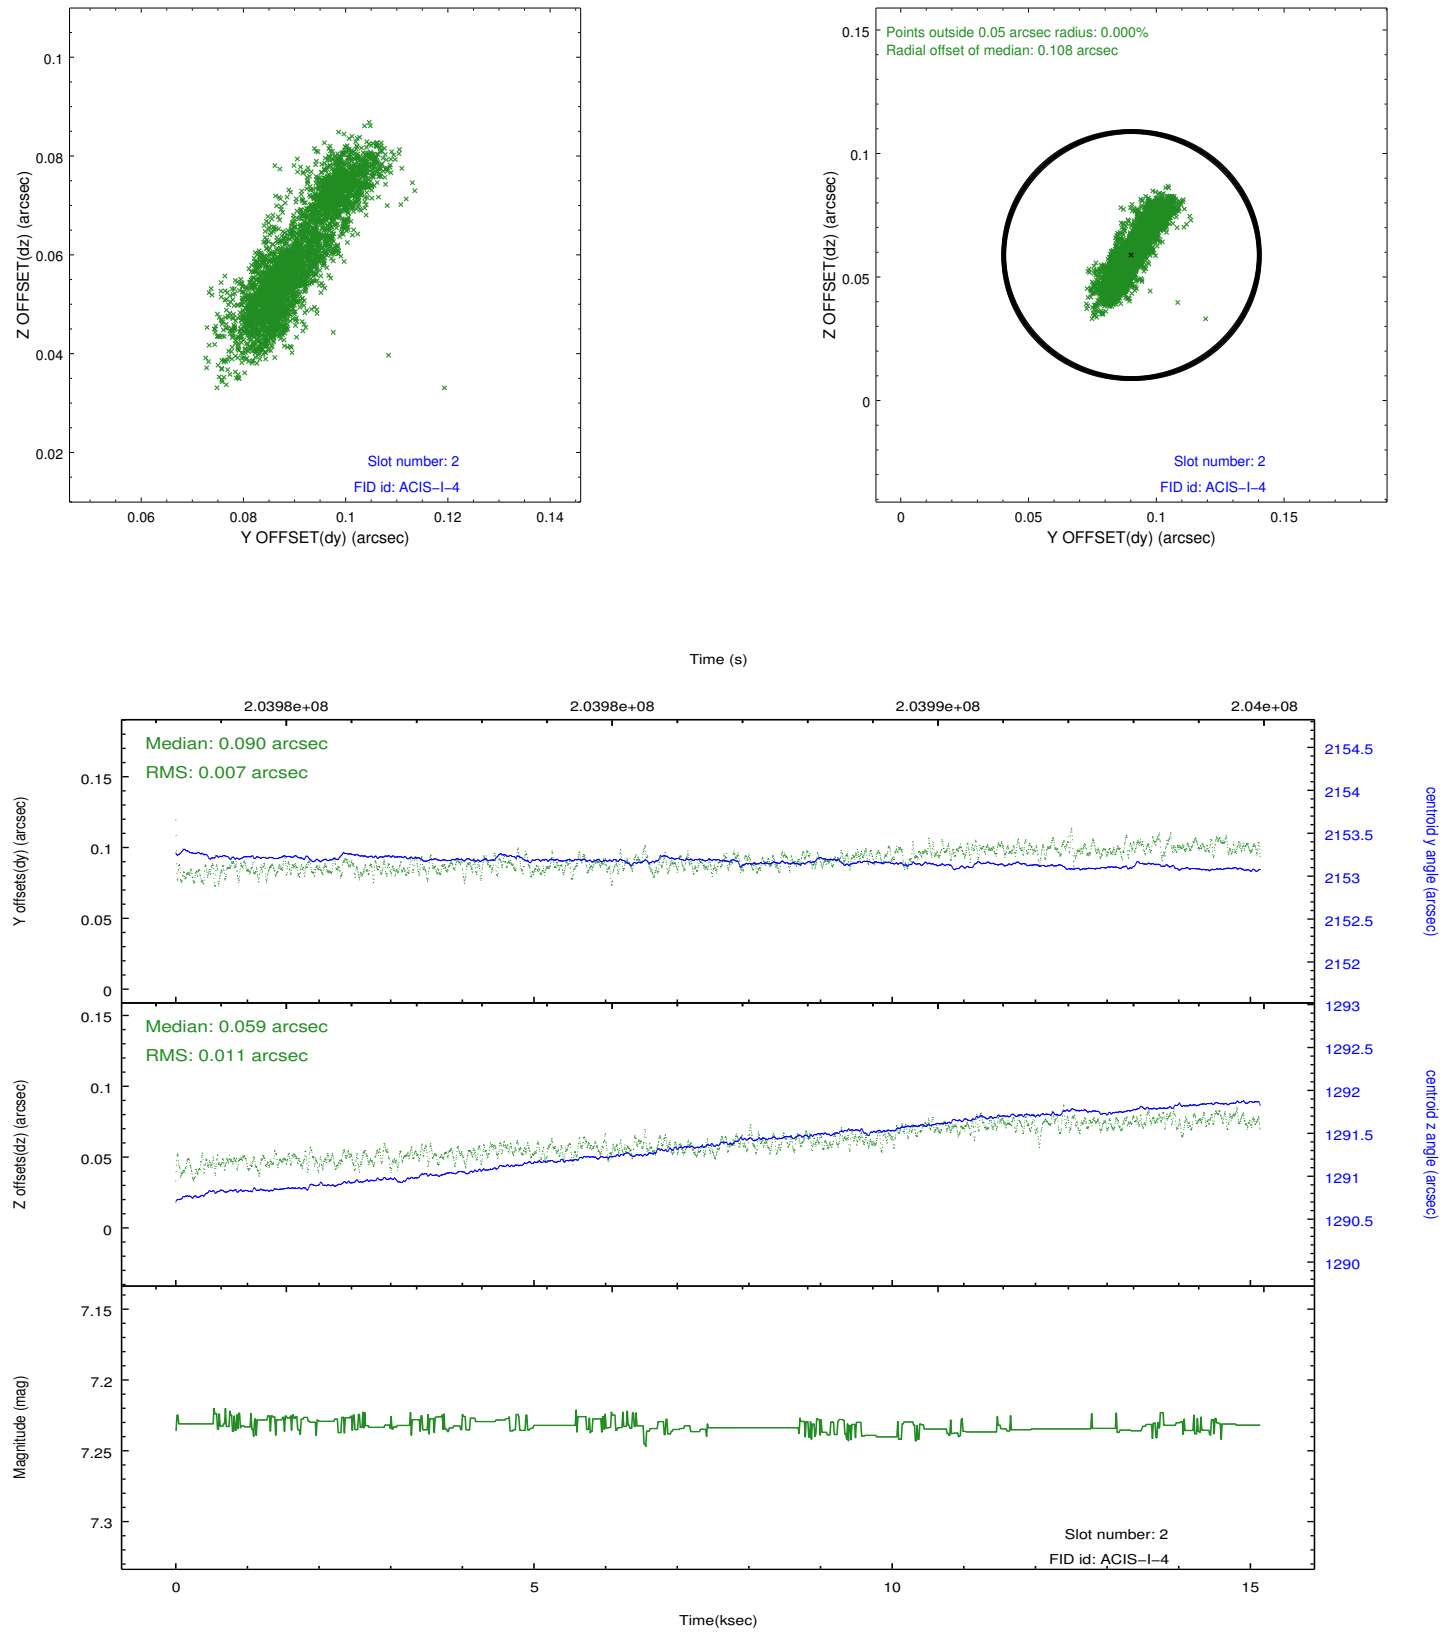 0.1
0.08
0.06
0.04
0.02
Z OFFSET(dz) (arcsec)
Slot number: 2
FID id: ACIS−I−4
0.06
0.08
0.1
0.12
0.14
Y OFFSET(dy) (arcsec)
Points outside 0.05 arcsec radius: 0.000%
Radial offset of median: 0.108 arcsec
0.15
0.1
0.05
0
Z OFFSET(dz) (arcsec)
Slot number: 2
FID id: ACIS−I−4
0
0.05
0.1
0.15
Y OFFSET(dy) (arcsec)
Time (s)
2.0398e+08
2.0398e+08
2.0399e+08
2.04e+08
Median: 0.090 arcsec
RMS: 0.007 arcsec
0.15
0.1
0.05
0
Y offsets(dy) (arcsec)
2154.5
2154
2153.5
2153
2152.5
2152
centroid y angle (arcsec)
Median: 0.059 arcsec
RMS: 0.011 arcsec
0.15
0.1
0.05
0
Z offsets(dz) (arcsec)
1293
1292.5
1292
1291.5
1291
1290.5
1290
centroid z angle (arcsec)
7.15
7.2
7.25
7.3
Magnitude (mag)
Slot number: 2
FID id: ACIS−I−4
0
5
10
15
Time(ksec)